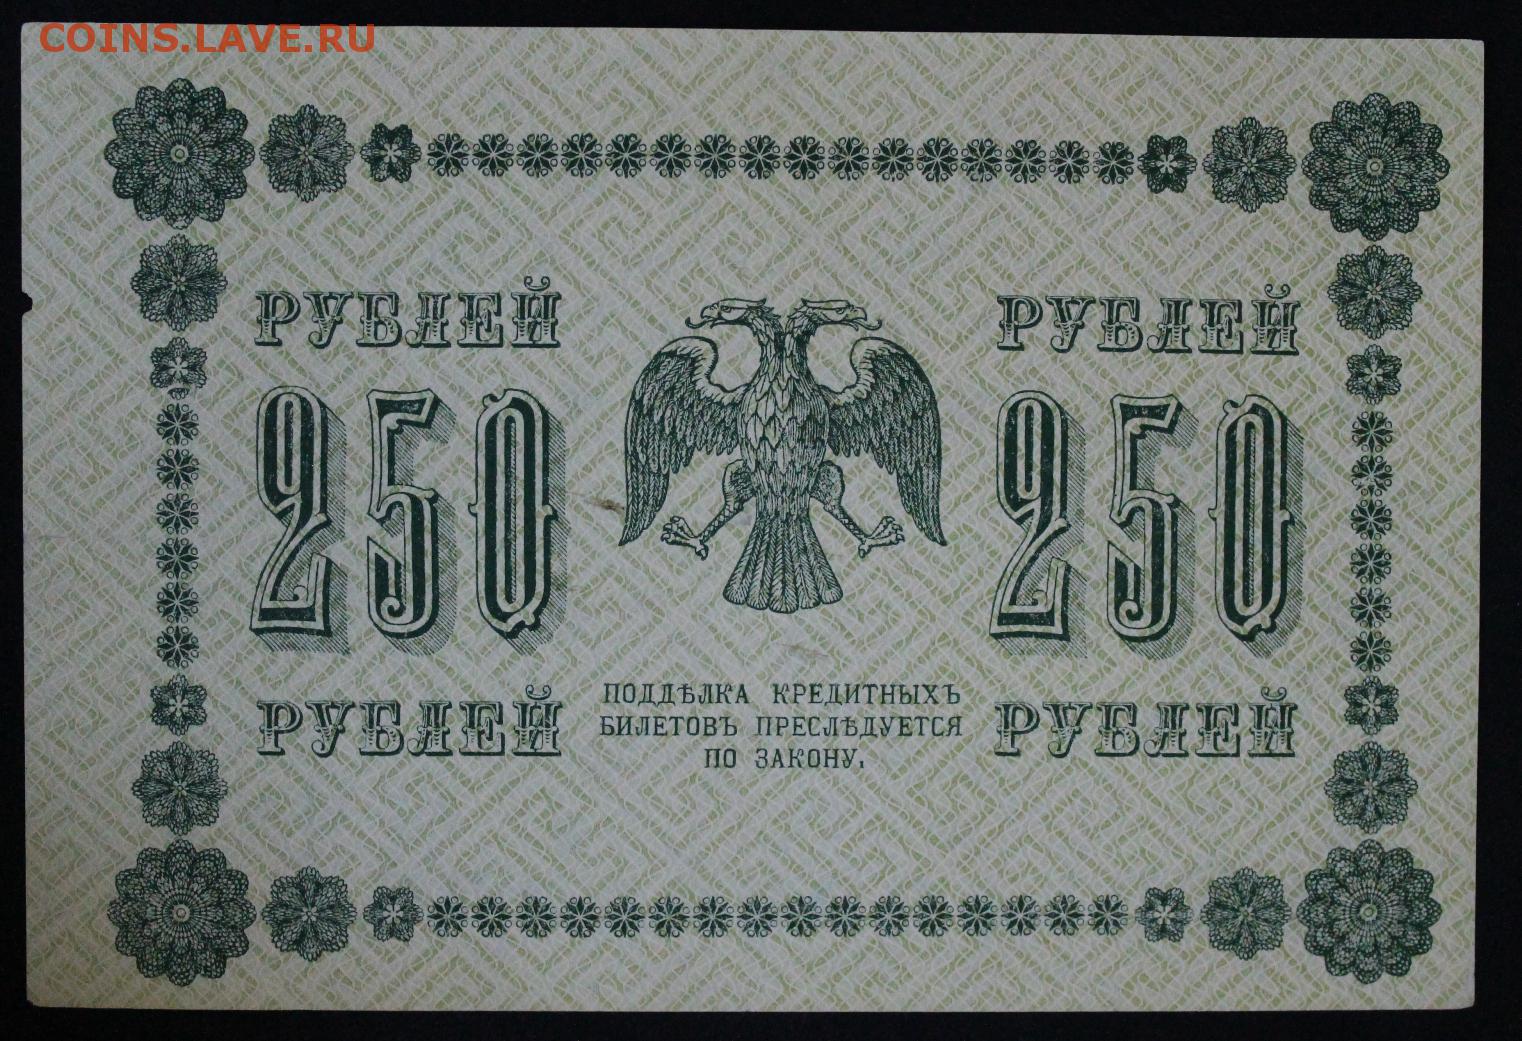 COINS.LAVE.RU
РУБЛЕЙ РУБЛЕЙ
250 250
РУБЛЕЙ РУБЛЕЙ
ПОДДѢЛКА КРЕДИТНЫХЪ
БИЛЕТОВЪ ПРЕСЛѢДУЕТСЯ
ПО ЗАКОНУ.